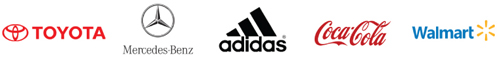 TOYOTA
Mercedes-Benz
adidas
Coca-Cola
Walmart